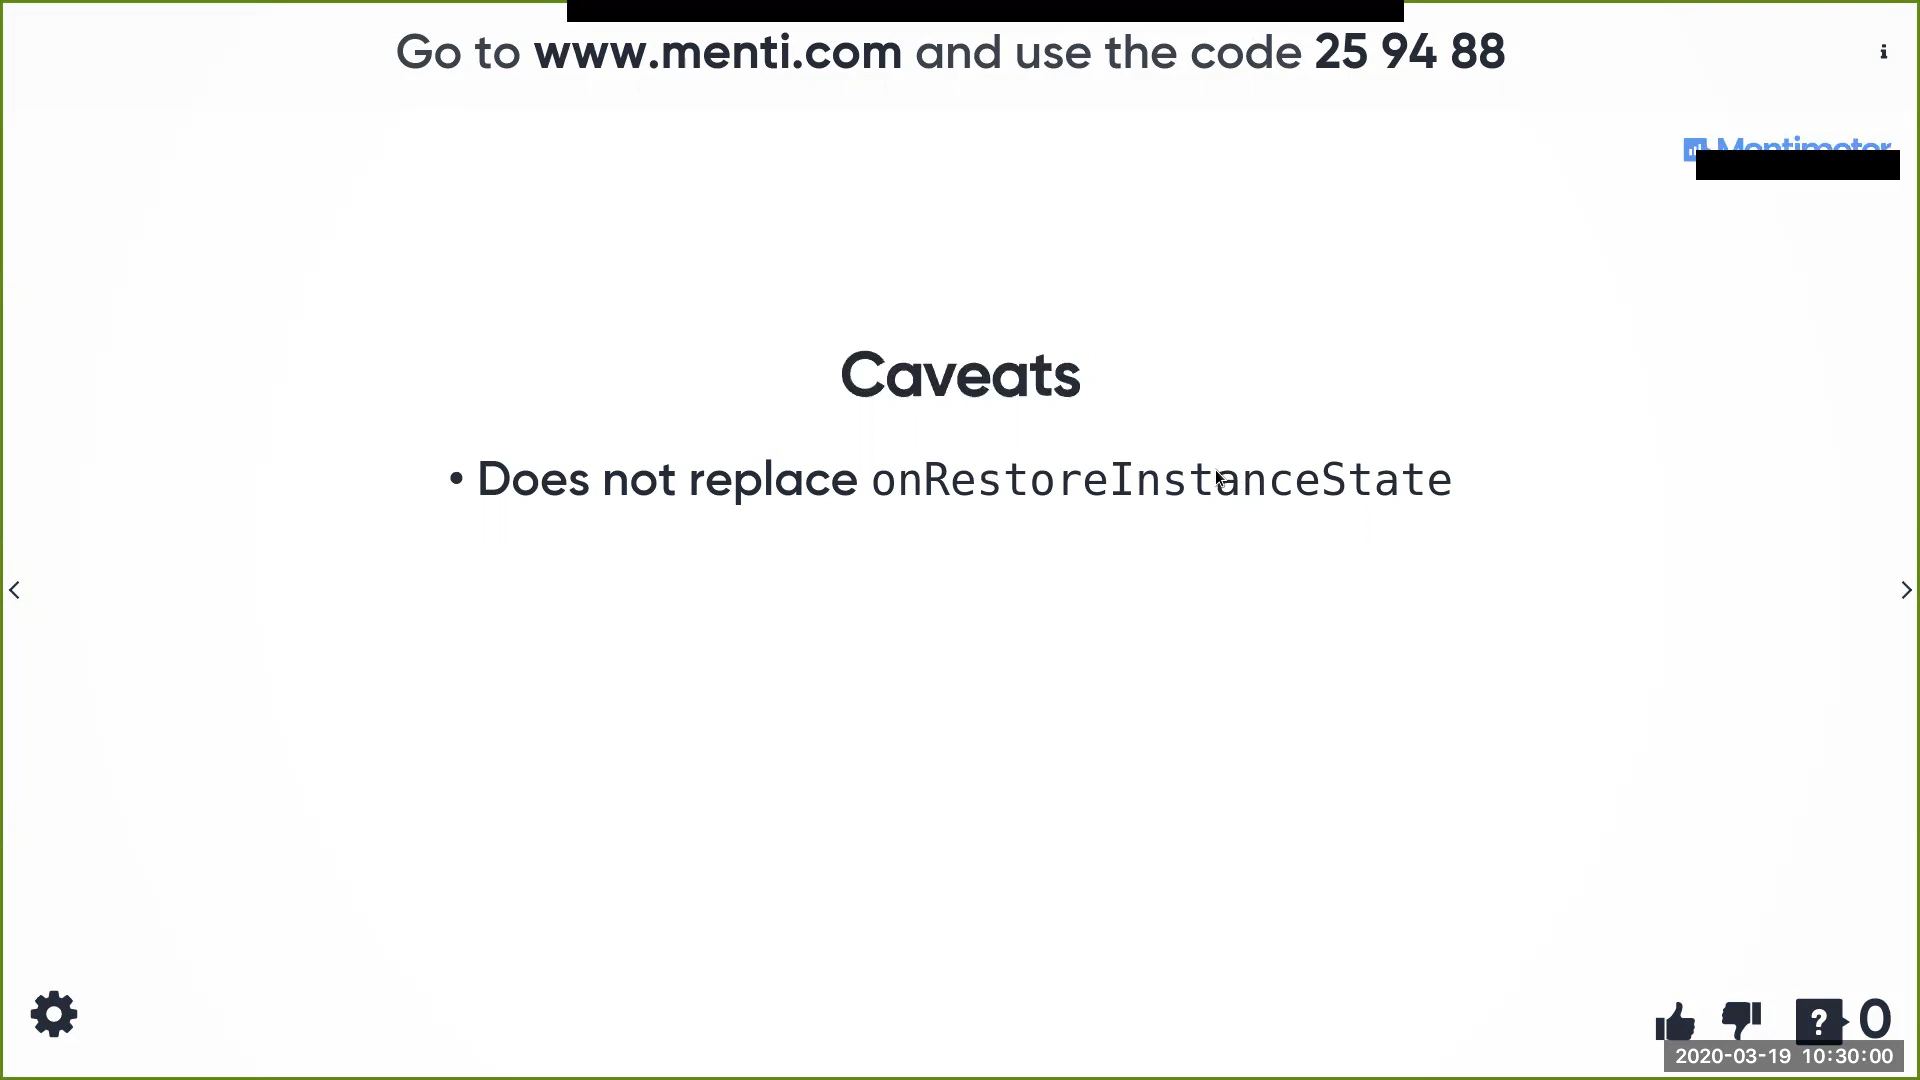 Go to www.menti.com and use the code 25 94 88
Caveats
• Does not replace onRestoreInstanceState
? 0
2020-03-19 10:30:00